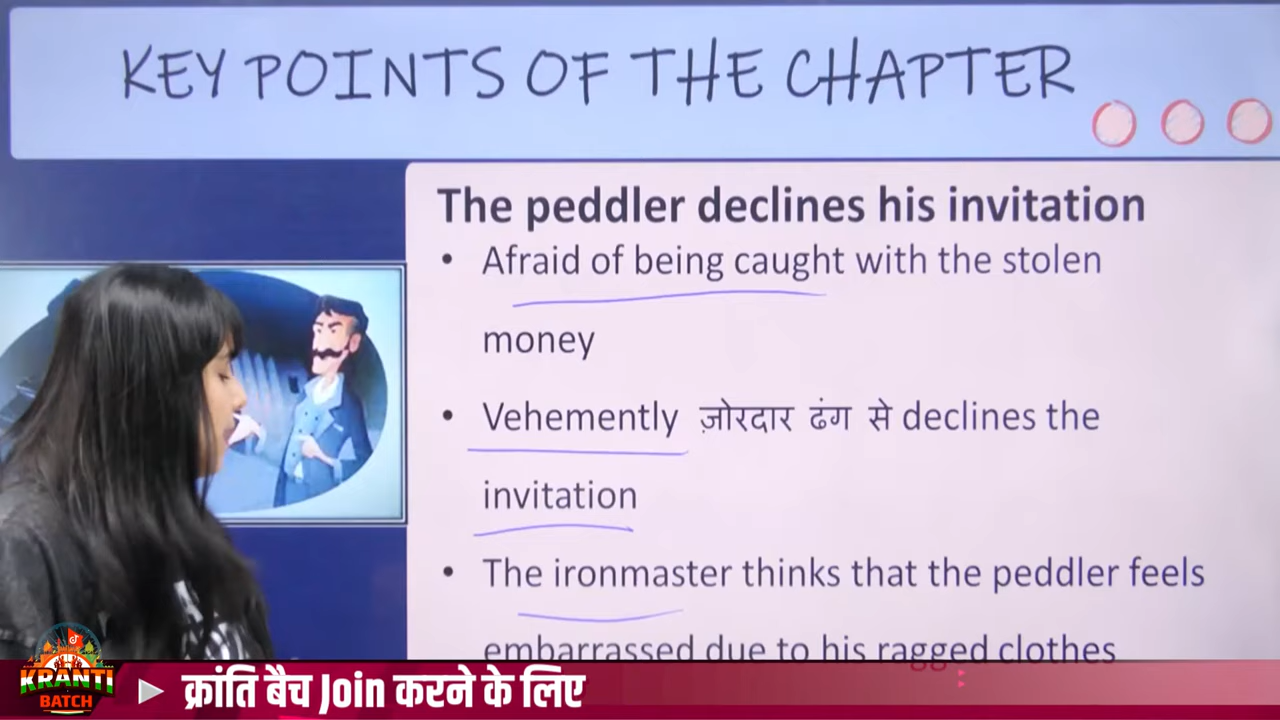 KEY POINTS OF THE CHAPTER
The peddler declines his invitation
• Afraid of being caught with the stolen
money
• Vehemently ज़ोरदार ढंग से declines the
invitation
• The ironmaster thinks that the peddler feels
embarrassed due to his ragged clothes
KRANTI
BATCH
क्रांति बैच Join करने के लिए